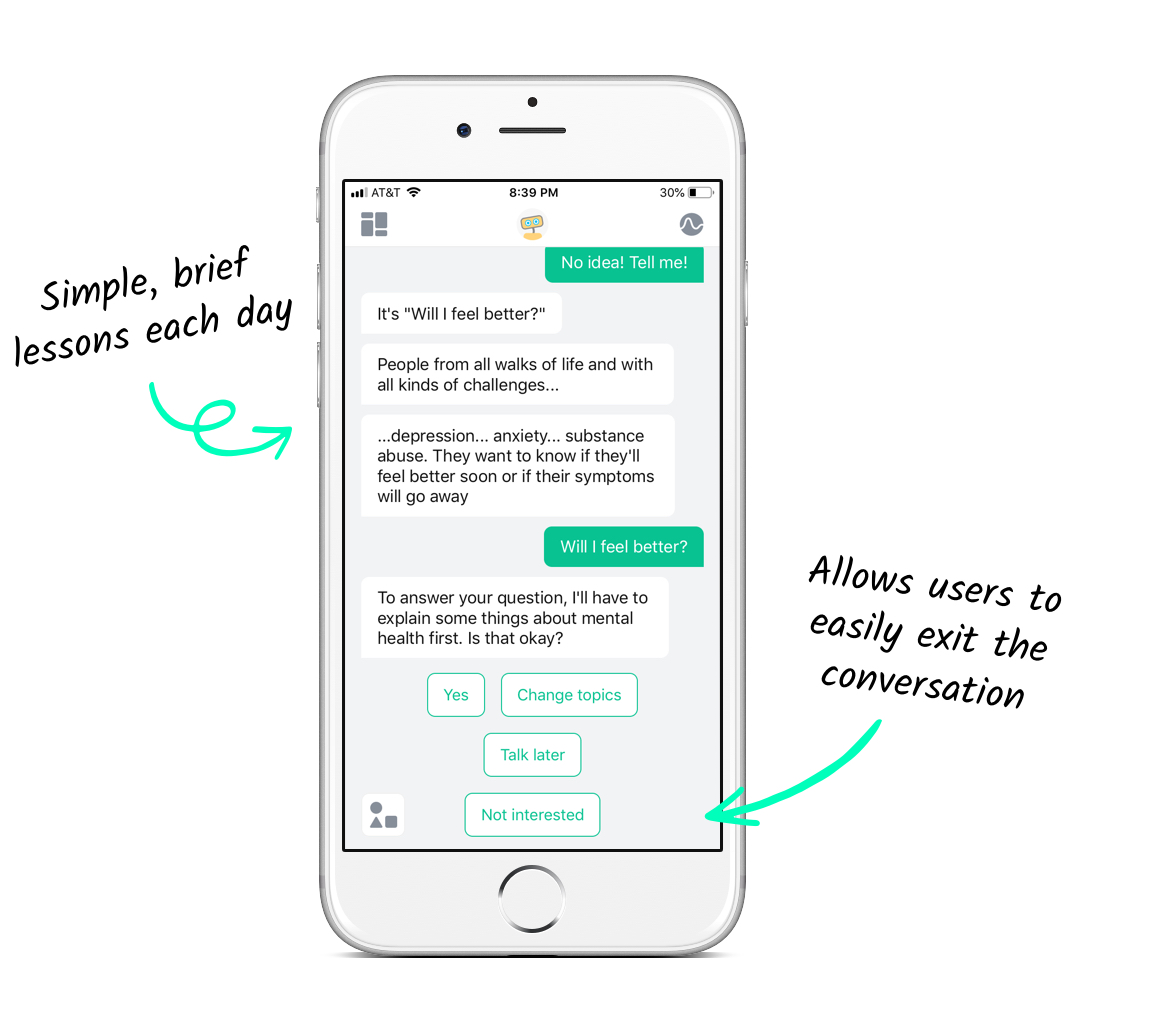 AT&T 8:39 PM 30%
No idea! Tell me!
It's "Will I feel better?"
People from all walks of life and with
all kinds of challenges...
...depression... anxiety... substance
abuse. They want to know if they'll
feel better soon or if their symptoms
will go away
Will I feel better?
To answer your question, I'll have to
explain some things about mental
health first. Is that okay?
Yes Change topics
Talk later
Not interested
Simple, brief
lessons each day
Allows users to
easily exit the
conversation